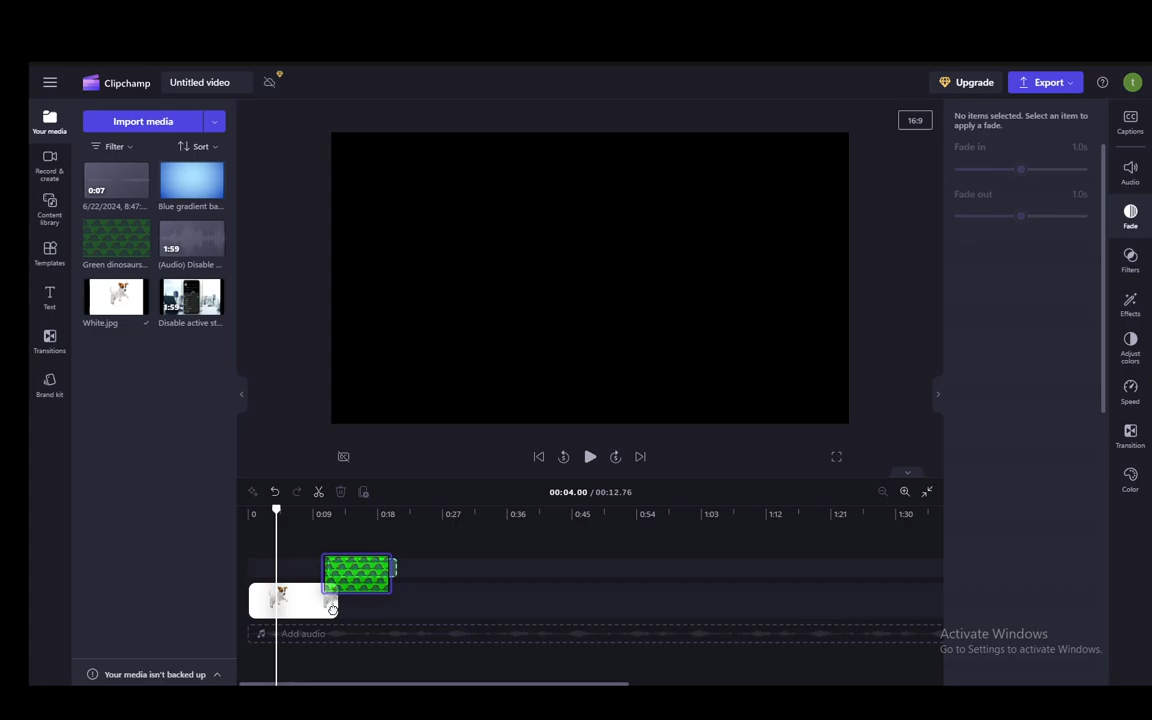 Clipchamp
Untitled video
Upgrade
Export
t
Your media
Record &
create
Content
library
Templates
Text
Transitions
Brand kit
Import media
Filter
Sort
0:07
6/22/2024, 8:47:...
Blue gradient ba...
1:59
Green dinosaurs...
(Audio) Disable ...
1:59
White.jpg
Disable active st...
Your media isn't backed up
16:9
No items selected. Select an item to
apply a fade.
Fade in 1.0s
Fade out 1.0s
CC
Captions
Audio
Fade
Filters
Effects
Adjust
colors
Speed
Transition
Color
5
5
00:04.00 / 00:12.76
0 0:09 0:18 0:27 0:36 0:45 0:54 1:03 1:12 1:21 1:30
+ Add audio
Activate Windows
Go to Settings to activate Windows.